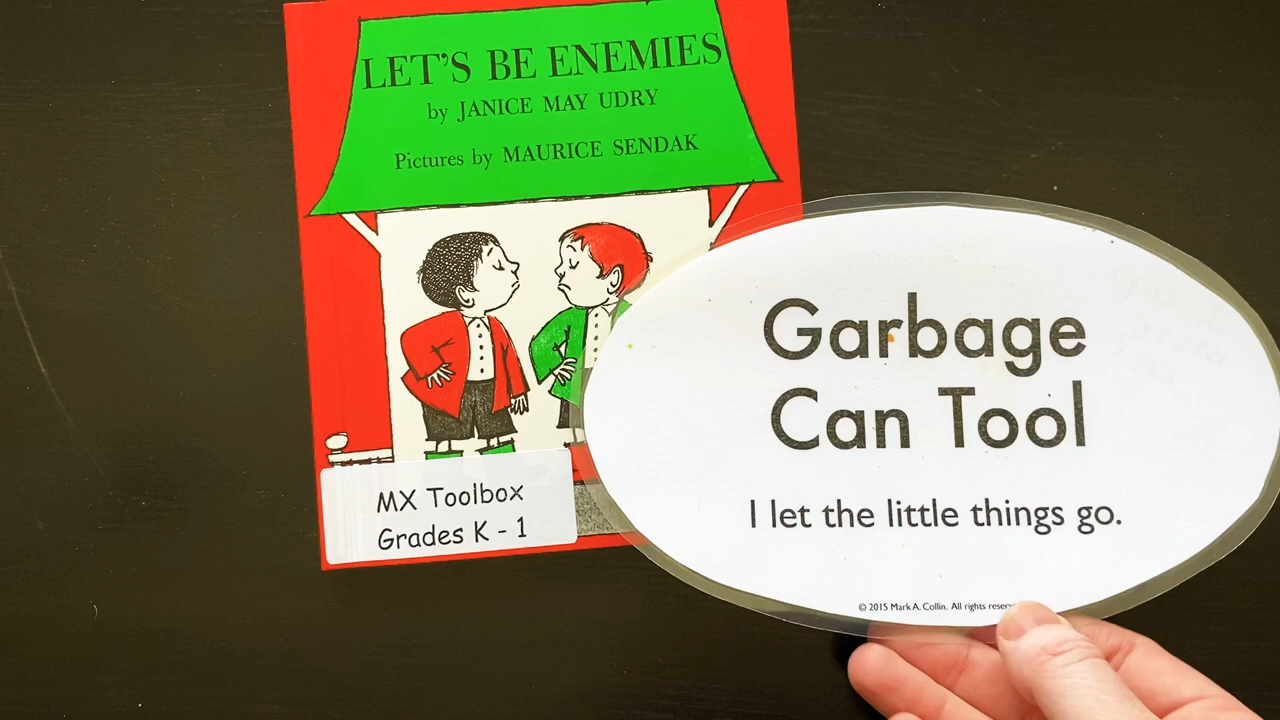 LET'S BE ENEMIES
by JANICE MAY UDRY
Pictures by MAURICE SENDAK
MX Toolbox
Grades K - 1
Garbage
Can Tool
I let the little things go.
© 2015 Mark A. Collin. All rights